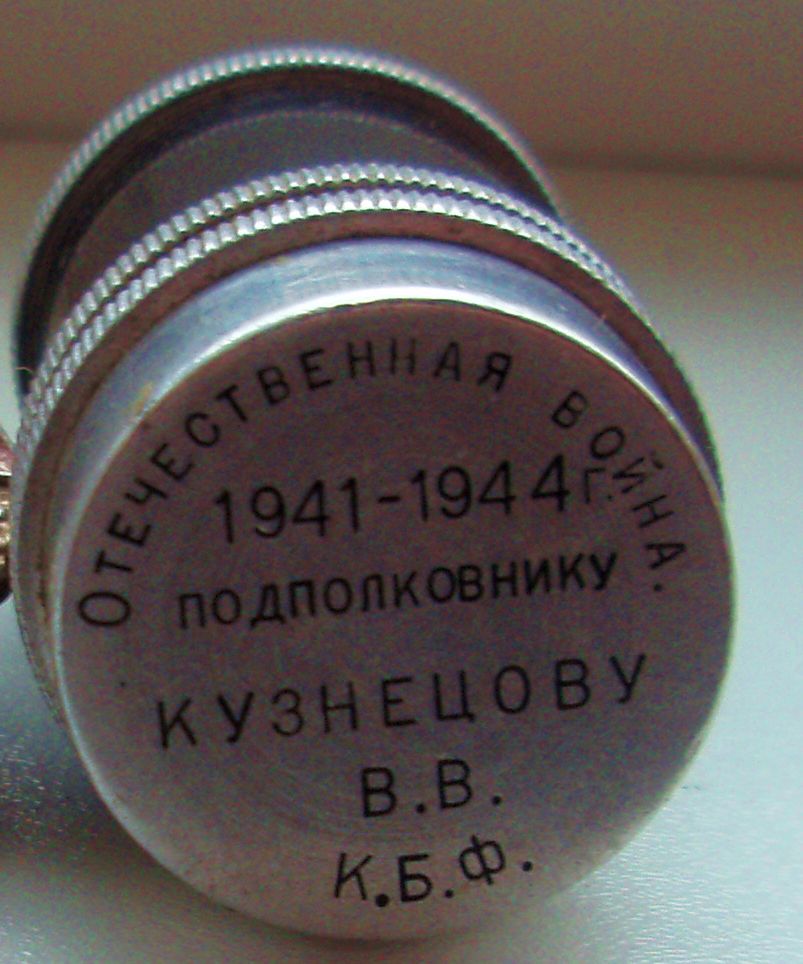 ОТЕЧЕСТВЕННАЯ ВОЙНА.
1941-1944г.
ПОДПОЛКОВНИКУ
КУЗНЕЦОВУ
В.В.
К.Б.Ф.